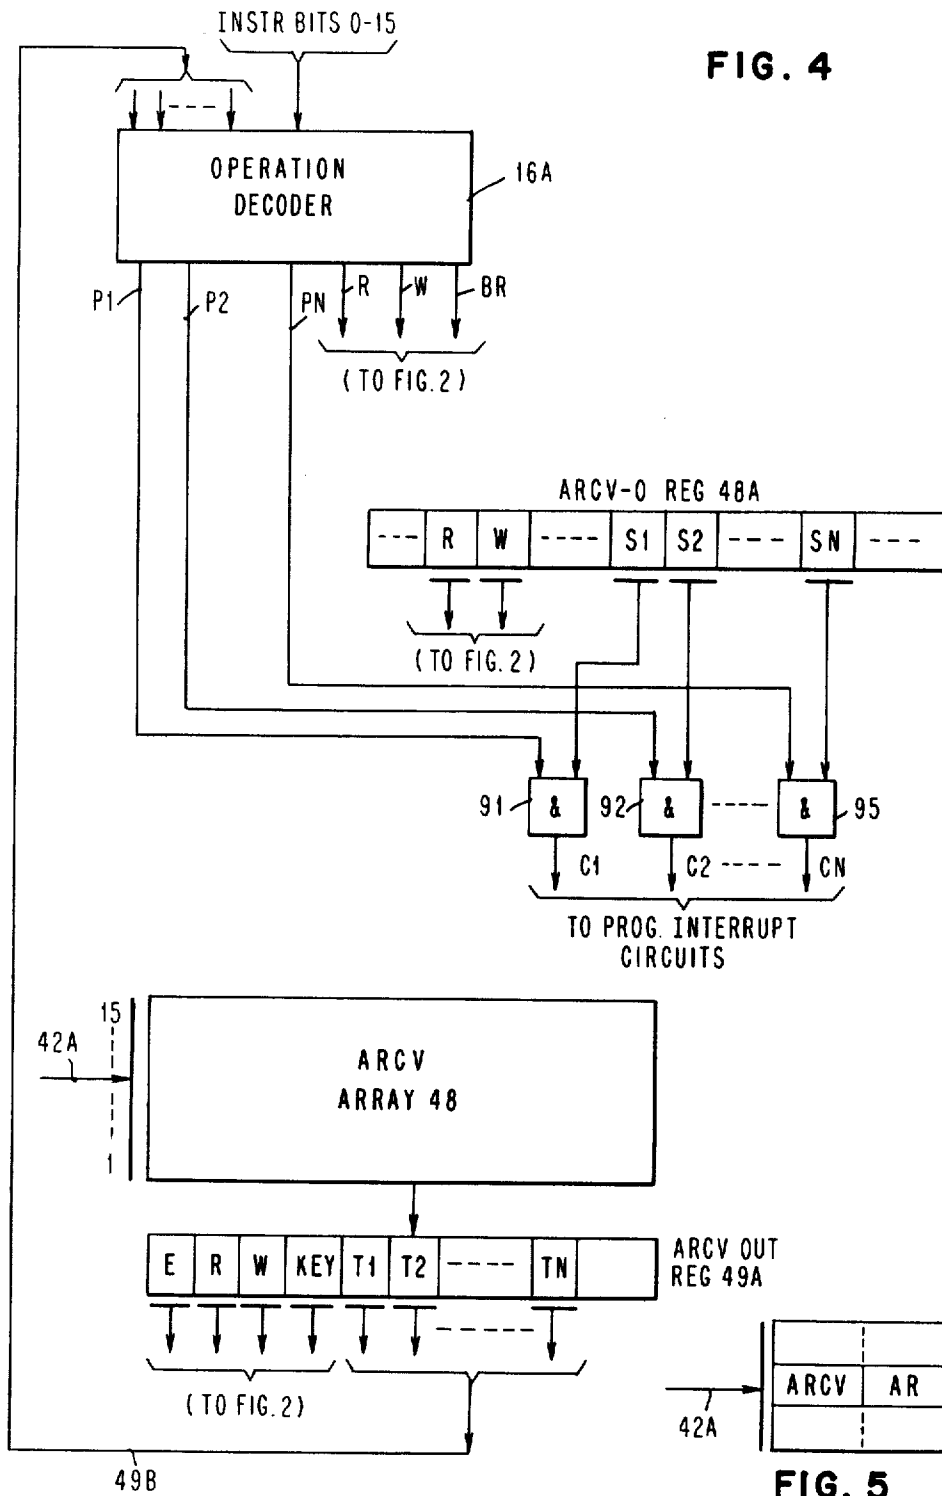 INSTR BITS 0-15
FIG. 4
OPERATION
DECODER
16A
P1
P2
PN
R
W
BR
(TO FIG. 2)
ARCV-0 REG 48A
--- R W ---- S1 S2 ---- SN ---
(TO FIG. 2)
91
&
92
&
-----
&
95
C1
C2
-----
CN
TO PROG. INTERRUPT
CIRCUITS
15
42A
1
ARCV
ARRAY 48
E R W KEY T1 T2 ---- TN
ARCV OUT
REG 49A
(TO FIG. 2)
49B
42A
ARCV AR
FIG. 5